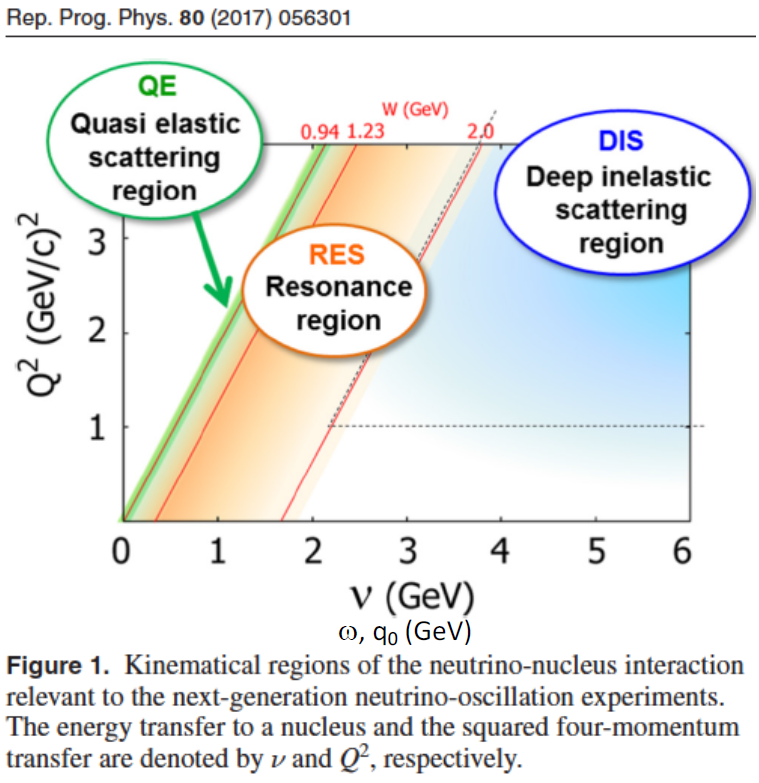 Rep. Prog. Phys. 80 (2017) 056301
QE
Quasi elastic
scattering
region
W (GeV)
0.94 1.23 2.0
DIS
Deep inelastic
scattering
region
RES
Resonance
region
Q² (GeV/c)²
3
2
1
0 1 2 3 4 5 6
ν (GeV)
ω, q₀ (GeV)
Figure 1. Kinematical regions of the neutrino-nucleus interaction
relevant to the next-generation neutrino-oscillation experiments.
The energy transfer to a nucleus and the squared four-momentum
transfer are denoted by ν and Q², respectively.